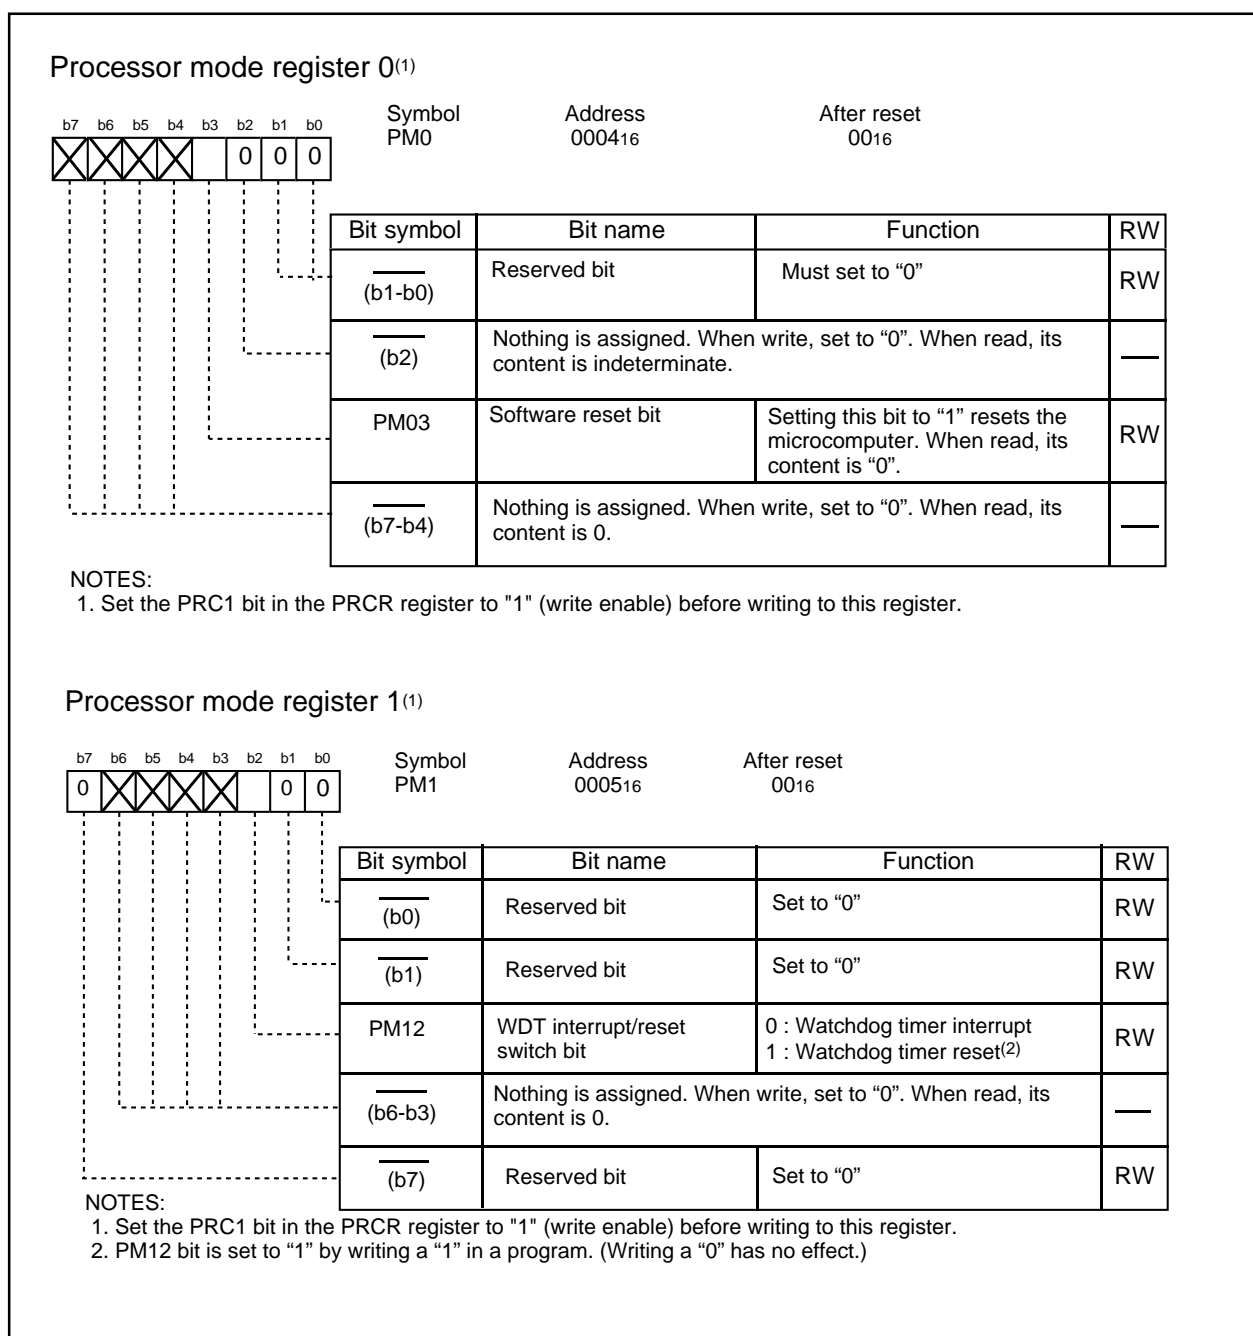 Processor mode register 0(1)
Symbol Address After reset
PM0 000416 0016
b7 b6 b5 b4 b3 b2 b1 b0
0 0 0
Bit symbol Bit name Function RW
(b1-b0) Reserved bit Must set to “0” RW
(b2) Nothing is assigned. When write, set to “0”. When read, its
content is indeterminate.
PM03 Software reset bit Setting this bit to “1” resets the
microcomputer. When read, its RW
content is “0”.
(b7-b4) Nothing is assigned. When write, set to “0”. When read, its
content is 0.
NOTES:
1. Set the PRC1 bit in the PRCR register to "1" (write enable) before writing to this register.
Processor mode register 1(1)
Symbol Address After reset
PM1 000516 0016
b7 b6 b5 b4 b3 b2 b1 b0
0 0 0
Bit symbol Bit name Function RW
(b0) Reserved bit Set to “0” RW
(b1) Reserved bit Set to “0” RW
PM12 WDT interrupt/reset 0 : Watchdog timer interrupt RW
switch bit 1 : Watchdog timer reset(2)
(b6-b3) Nothing is assigned. When write, set to “0”. When read, its
content is 0.
(b7) Reserved bit Set to “0” RW
NOTES:
1. Set the PRC1 bit in the PRCR register to "1" (write enable) before writing to this register.
2. PM12 bit is set to “1” by writing a “1” in a program. (Writing a “0” has no effect.)